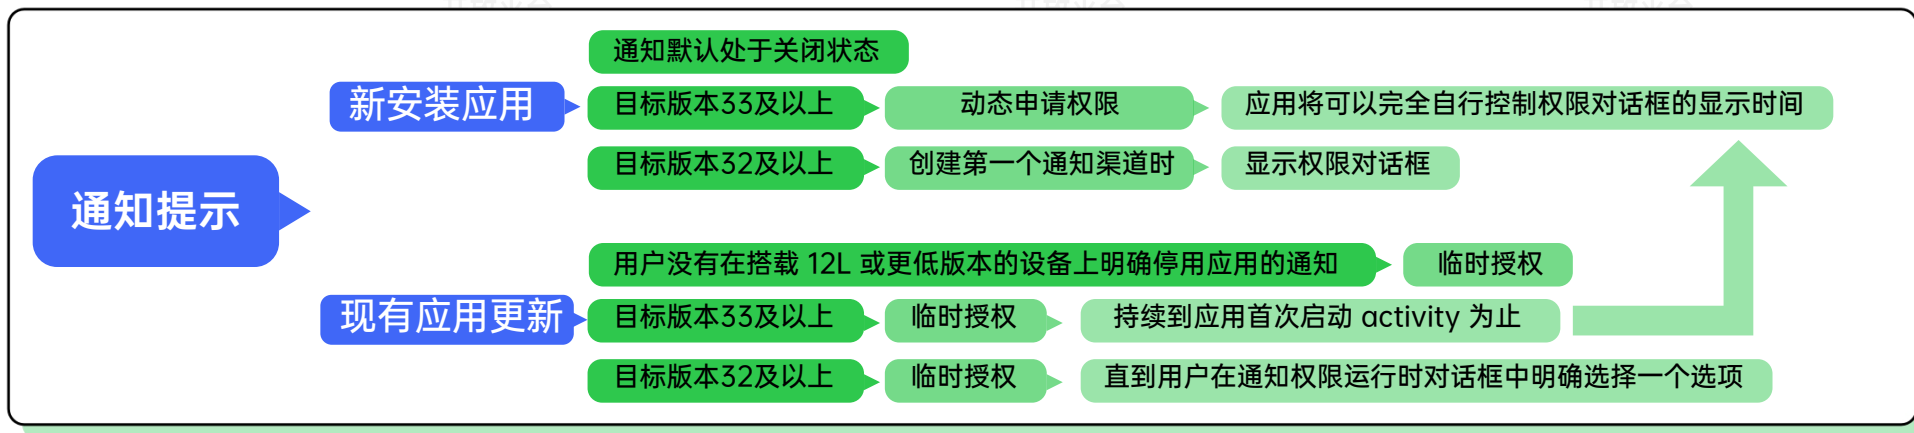 通知提示
新安装应用
通知默认处于关闭状态
目标版本33及以上
动态申请权限
应用将可以完全自行控制权限对话框的显示时间
目标版本32及以上
创建第一个通知渠道时
显示权限对话框
现有应用更新
用户没有在搭载 12L 或更低版本的设备上明确停用应用的通知
临时授权
目标版本33及以上
临时授权
持续到应用首次启动 activity 为止
目标版本32及以上
临时授权
直到用户在通知权限运行时对话框中明确选择一个选项